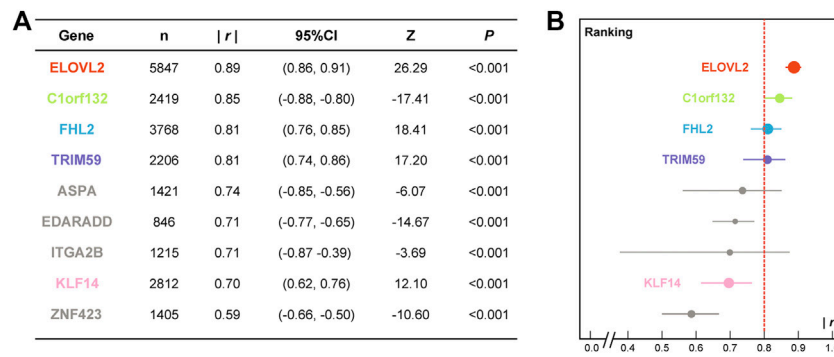 A
Gene n | r | 95%CI Z P
ELOVL2 5847 0.89 (0.86, 0.91) 26.29 <0.001
C1orf132 2419 0.85 (-0.88, -0.80) -17.41 <0.001
FHL2 3768 0.81 (0.76, 0.85) 18.41 <0.001
TRIM59 2206 0.81 (0.74, 0.86) 17.20 <0.001
ASPA 1421 0.74 (-0.85, -0.56) -6.07 <0.001
EDARADD 846 0.71 (-0.77, -0.65) -14.67 <0.001
ITGA2B 1215 0.71 (-0.87 -0.39) -3.69 <0.001
KLF14 2812 0.70 (0.62, 0.76) 12.10 <0.001
ZNF423 1405 0.59 (-0.66, -0.50) -10.60 <0.001
B
Ranking
ELOVL2
C1orf132
FHL2
TRIM59
KLF14
| r
0.0 // 0.4 0.5 0.6 0.7 0.8 0.9